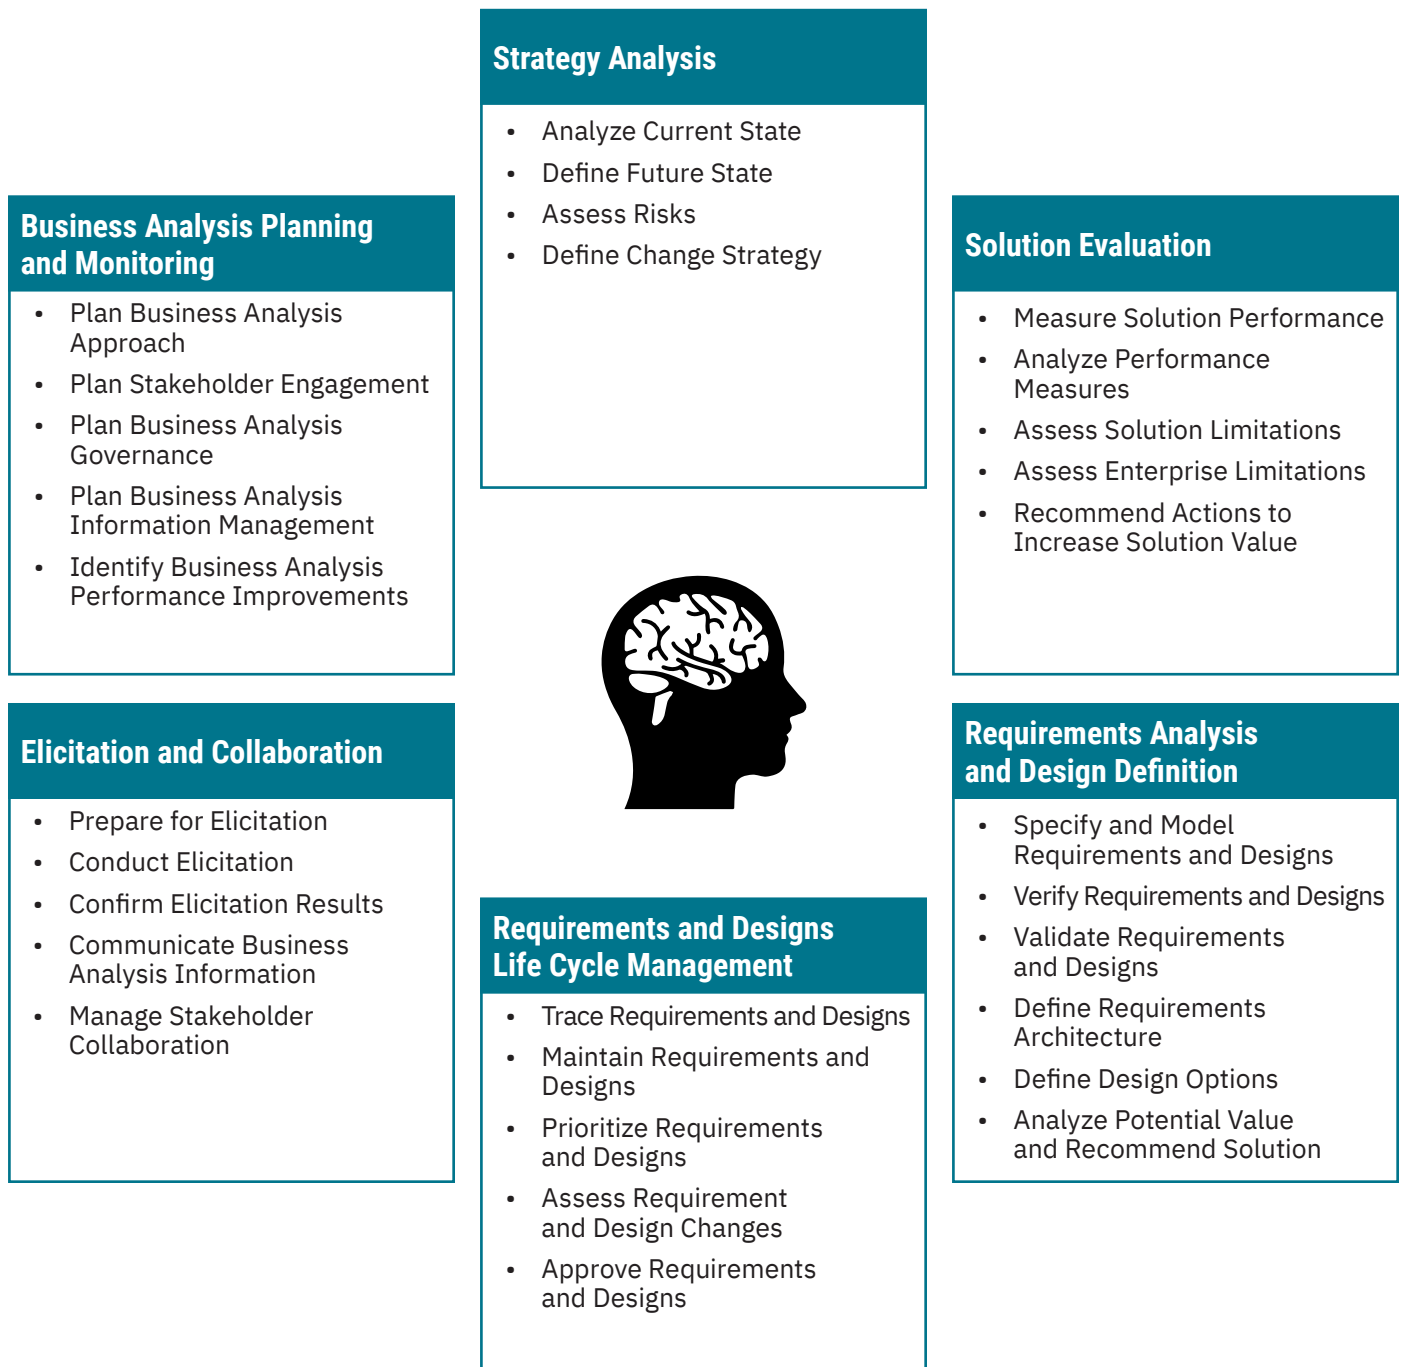 Strategy Analysis
• Analyze Current State
• Define Future State
• Assess Risks
• Define Change Strategy
Business Analysis Planning
and Monitoring
• Plan Business Analysis
Approach
• Plan Stakeholder Engagement
• Plan Business Analysis
Governance
• Plan Business Analysis
Information Management
• Identify Business Analysis
Performance Improvements
Solution Evaluation
• Measure Solution Performance
• Analyze Performance
Measures
• Assess Solution Limitations
• Assess Enterprise Limitations
• Recommend Actions to
Increase Solution Value
Elicitation and Collaboration
• Prepare for Elicitation
• Conduct Elicitation
• Confirm Elicitation Results
• Communicate Business
Analysis Information
• Manage Stakeholder
Collaboration
Requirements and Designs
Life Cycle Management
• Trace Requirements and Designs
• Maintain Requirements and
Designs
• Prioritize Requirements
and Designs
• Assess Requirement
and Design Changes
• Approve Requirements
and Designs
Requirements Analysis
and Design Definition
• Specify and Model
Requirements and Designs
• Verify Requirements and Designs
• Validate Requirements
and Designs
• Define Requirements
Architecture
• Define Design Options
• Analyze Potential Value
and Recommend Solution